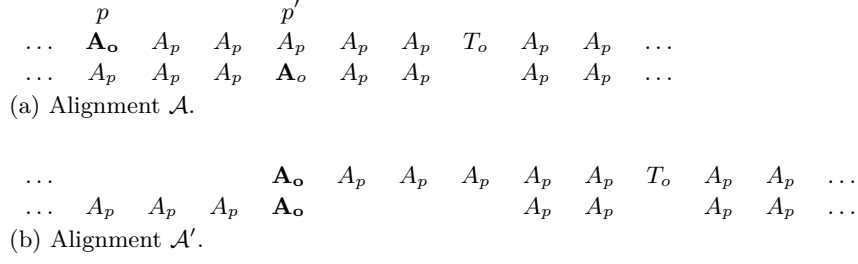 p p′
… A_o A_p A_p A_p A_p A_p T_o A_p A_p …
… A_p A_p A_p A_o A_p A_p A_p A_p …
(a) Alignment 𝒜.
… A_o A_p A_p A_p A_p A_p T_o A_p A_p …
… A_p A_p A_p A_o A_p A_p A_p A_p …
(b) Alignment 𝒜′.